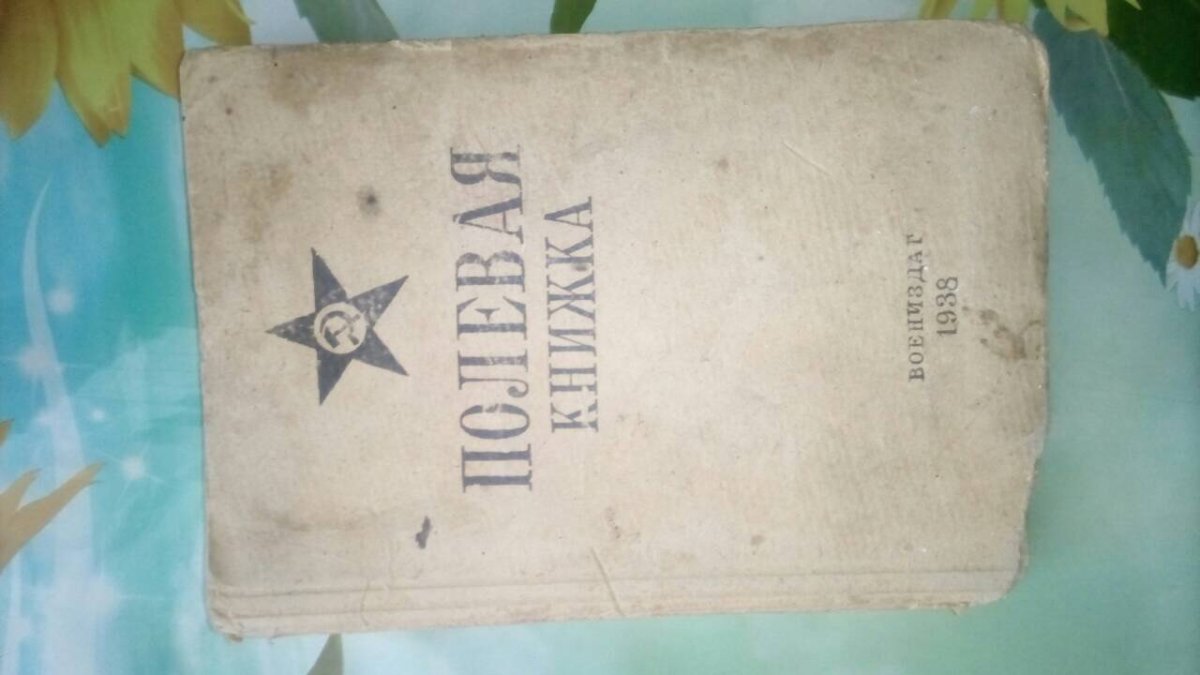 ПОЛЕВАЯ
КНИЖКА
ВОЕНИЗДАТ
1938